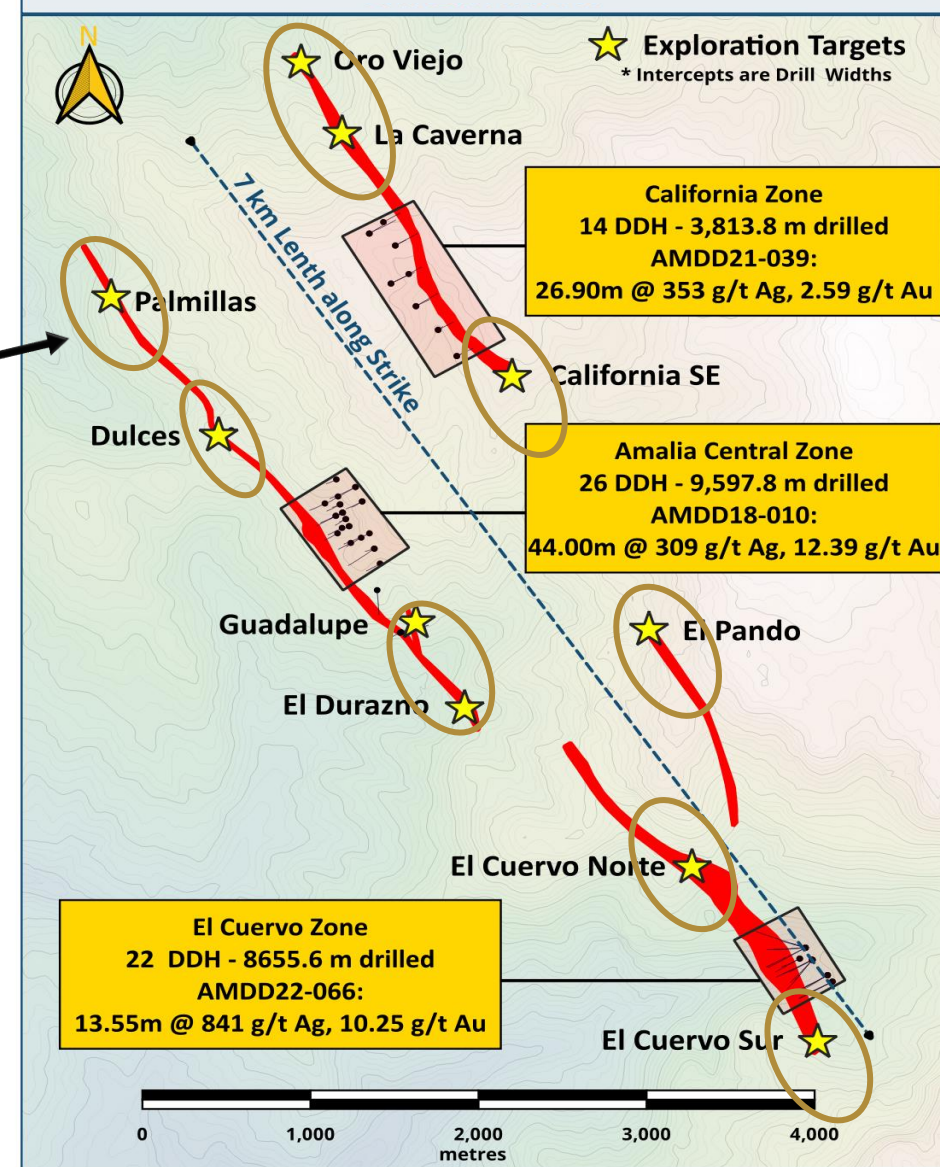 N
Oro Viejo
Exploration Targets
* Intercepts are Drill Widths
La Caverna
7 km Lenth along Strike
California Zone
14 DDH - 3,813.8 m drilled
AMDD21-039:
26.90m @ 353 g/t Ag, 2.59 g/t Au
Palmillas
California SE
Dulces
Amalia Central Zone
26 DDH - 9,597.8 m drilled
AMDD18-010:
44.00m @ 309 g/t Ag, 12.39 g/t Au
Guadalupe
El Pando
El Durazno
El Cuervo Norte
El Cuervo Zone
22 DDH - 8655.6 m drilled
AMDD22-066:
13.55m @ 841 g/t Ag, 10.25 g/t Au
El Cuervo Sur
0 1,000 2,000 3,000 4,000
metres